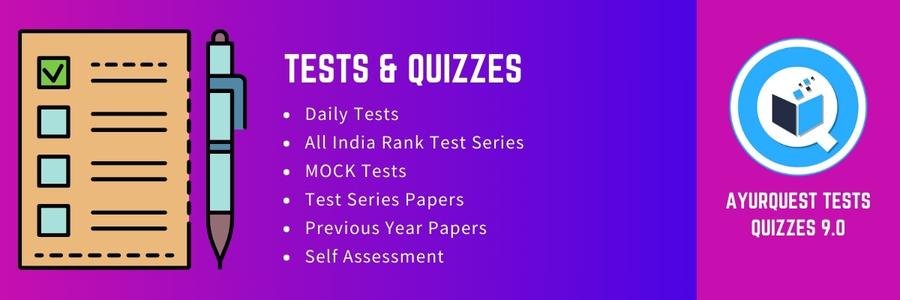 TESTS & QUIZZES
Daily Tests
All India Rank Test Series
MOCK Tests
Test Series Papers
Previous Year Papers
Self Assessment
AYURQUEST TESTS
QUIZZES 9.0